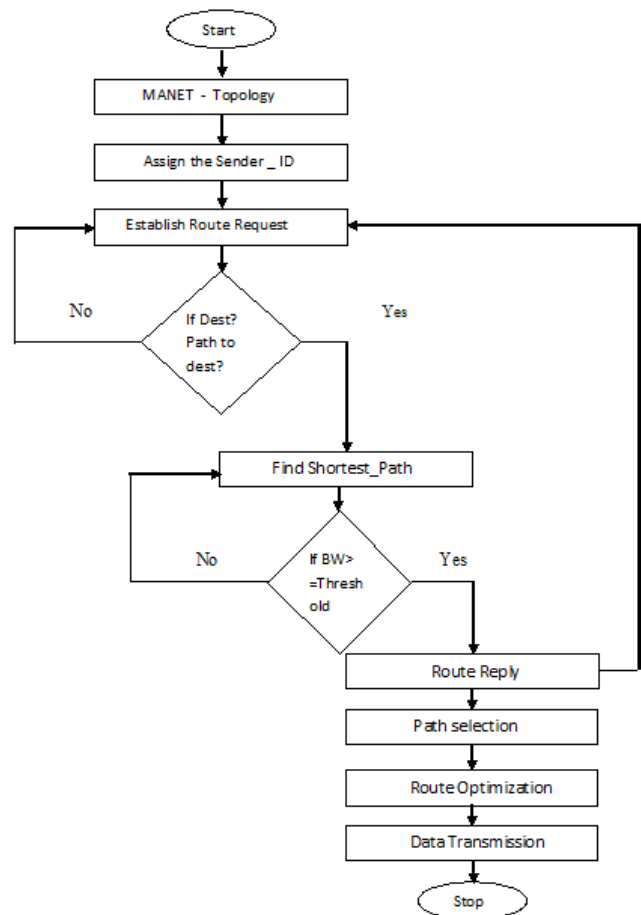 Start
MANET - Topology
Assign the Sender _ ID
Establish Route Request
No
Yes
If Dest?
Path to
dest?
Find Shortest_Path
No
Yes
If BW>
=Thresh
old
Route Reply
Path selection
Route Optimization
Data Transmission
Stop